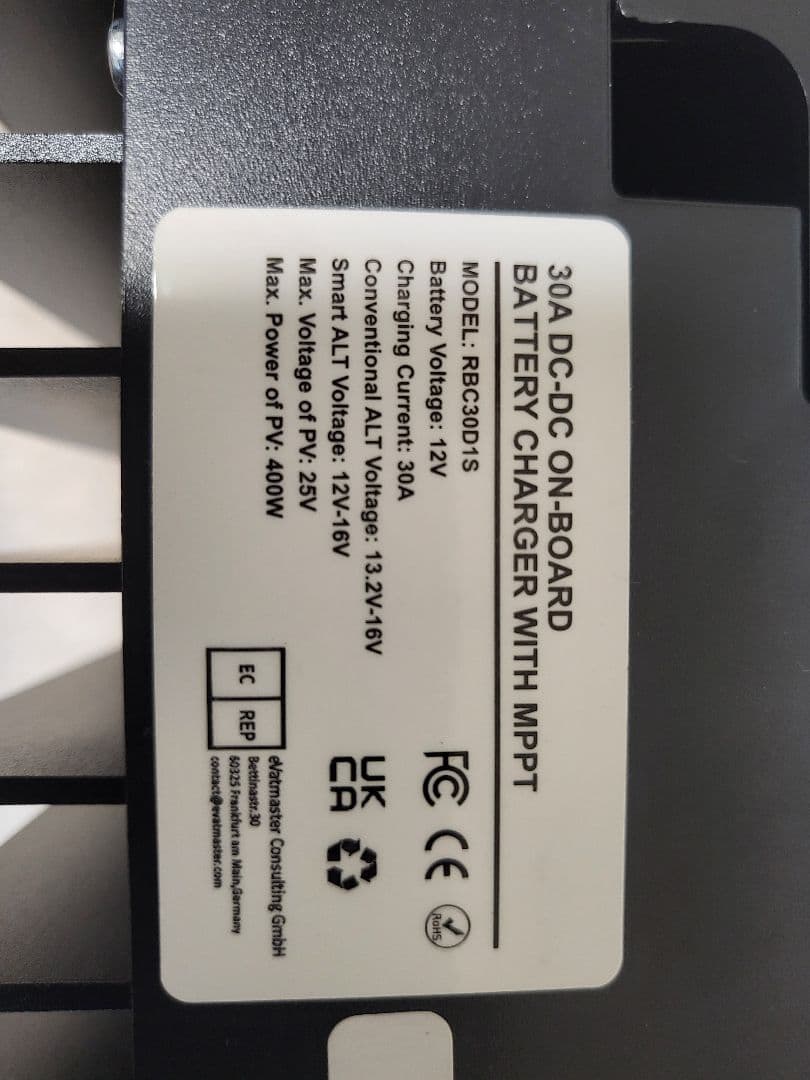 30A DC-DC ON-BOARD
BATTERY CHARGER WITH MPPT
MODEL: RBC30D1S
Battery Voltage: 12V
Charging Current: 30A
Conventional ALT Voltage: 13.2V-16V
Smart ALT Voltage: 12V-16V
Max. Voltage of PV: 25V
Max. Power of PV: 400W
FC CE RoHS
UK
CA
EC REP
eVatmaster Consulting GmbH
Bettinastr.30
60325 Frankfurt am Main,Germany
contact@evatmaster.com